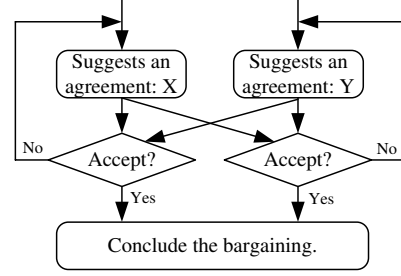 Suggests an
agreement: X
Suggests an
agreement: Y
No
Accept?
Accept?
No
Yes
Yes
Conclude the bargaining.